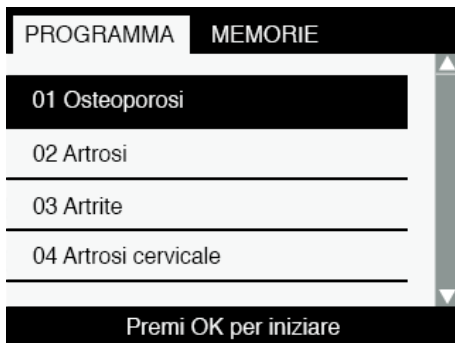 PROGRAMMA MEMORIE
01 Osteoporosi
02 Artrosi
03 Artrite
04 Artrosi cervicale
Premi OK per iniziare